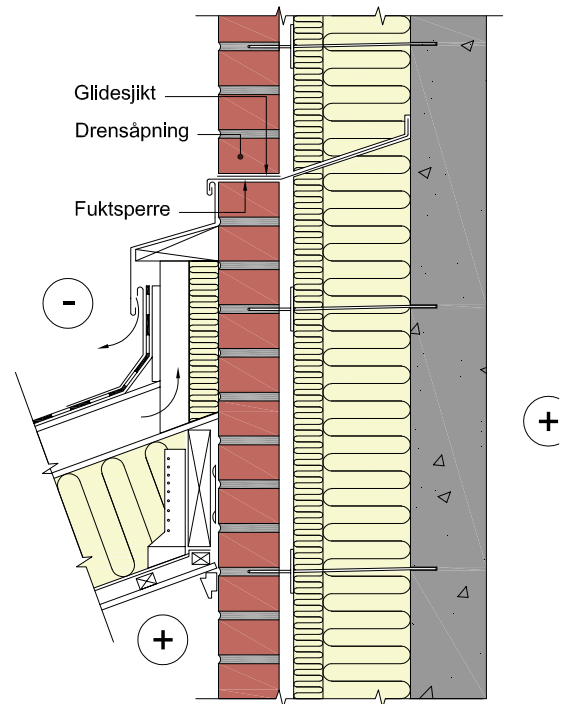 Glidesjikt
Drensåpning
Fuktsperre
-
+
+